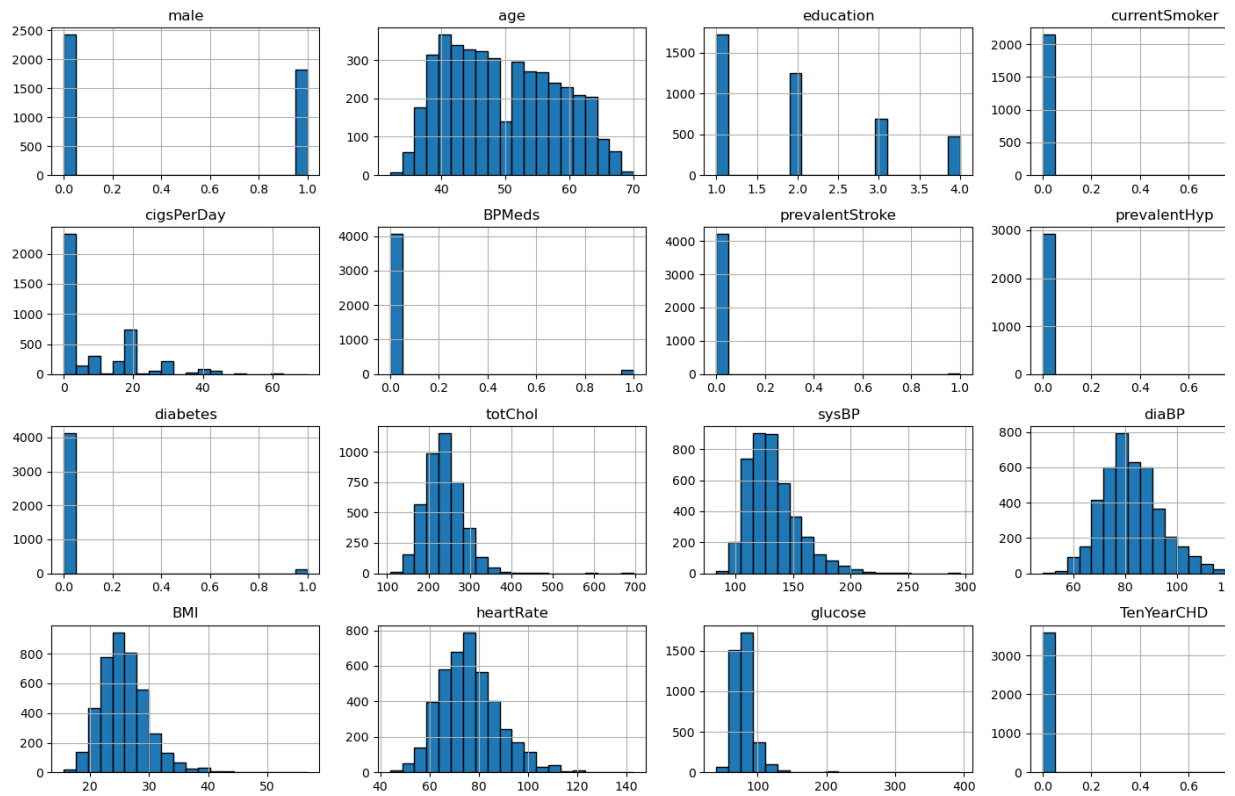 male age education currentSmoker
2500 2000 1500 1000 500 0
300 200 100 0
1500 1000 500 0
2000 1500 1000 500 0
0.0 0.2 0.4 0.6 0.8 1.0
40 50 60 70
1.0 1.5 2.0 2.5 3.0 3.5 4.0
0.0 0.2 0.4 0.6
cigsPerDay BPMeds prevalentStroke prevalentHyp
2000 1500 1000 500 0
4000 3000 2000 1000 0
4000 3000 2000 1000 0
3000 2000 1000 0
0 20 40 60
0.0 0.2 0.4 0.6 0.8 1.0
0.0 0.2 0.4 0.6 0.8 1.0
0.0 0.2 0.4 0.6
diabetes totChol sysBP diaBP
4000 3000 2000 1000 0
1000 750 500 250 0
800 600 400 200 0
800 600 400 200 0
0.0 0.2 0.4 0.6 0.8 1.0
100 200 300 400 500 600 700
100 150 200 250 300
60 80 100
BMI heartRate glucose TenYearCHD
800 600 400 200 0
800 600 400 200 0
1500 1000 500 0
3000 2000 1000 0
20 30 40 50
40 60 80 100 120 140
100 200 300 400
0.0 0.2 0.4 0.6